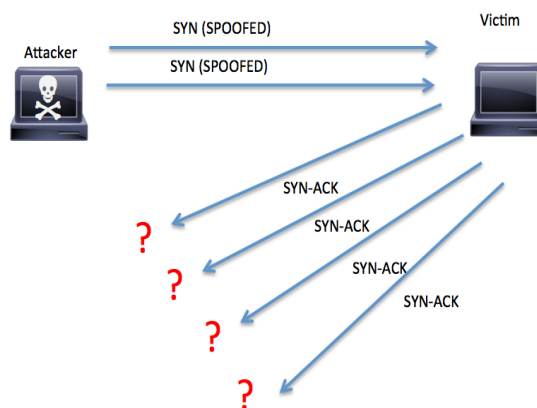 SYN (SPOOFED)
Victim
Attacker
SYN (SPOOFED)
SYN-ACK
?
SYN-ACK
?
SYN-ACK
?
SYN-ACK
?